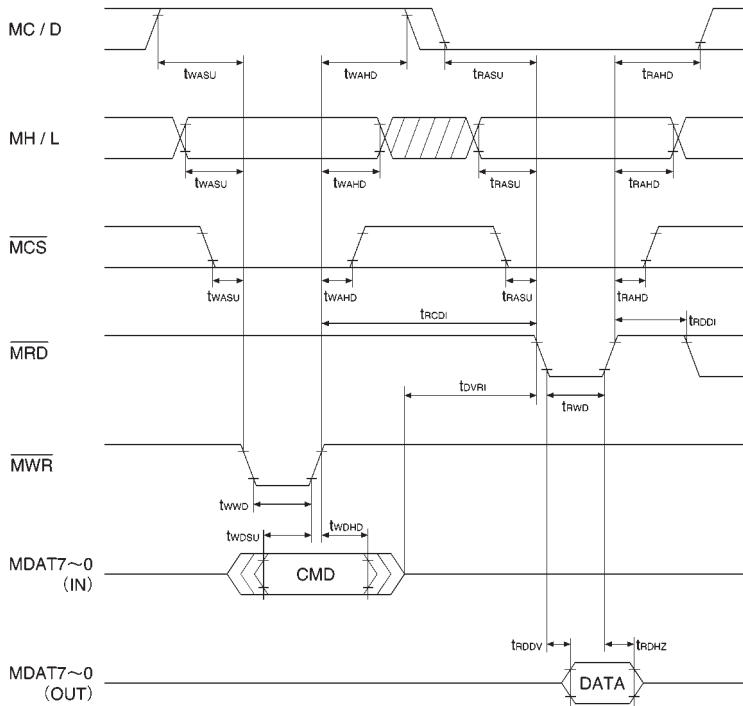 MC / D
tWASU tWAHD tRASU tRAHD
MH / L
tWASU tWAHD tRASU tRAHD
MCS
tWASU tWAHD tRASU tRAHD
tRCDI tRDDI
MRD
tDVRI tRWD
MWR
tWWD
tWDSU tWDHD
MDAT7~0
(IN)
CMD
tRDDV tRDHZ
MDAT7~0
(OUT)
DATA